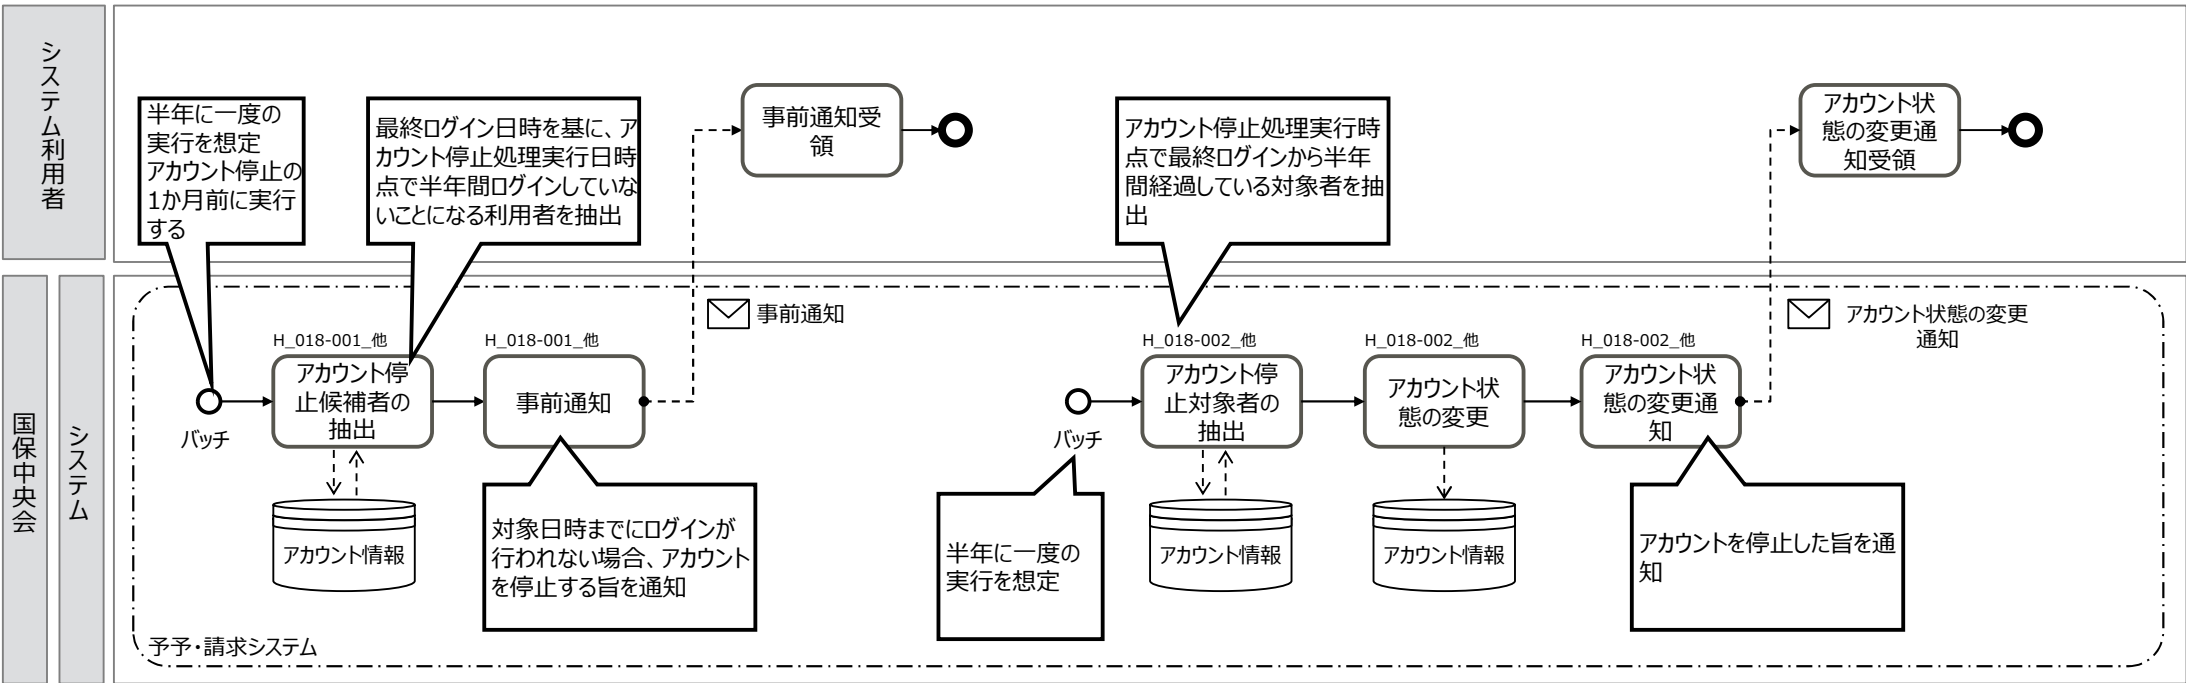 システム利用者
半年に一度の
実行を想定
アカウント停止の
1か月前に実行
する
最終ログイン日時を基に、ア
カウント停止処理実行日時
点で半年間ログインしていな
いことになる利用者を抽出
事前通知受
領
アカウント停止処理実行時
点で最終ログインから半年
間経過している対象者を抽
出
アカウント状
態の変更通
知受領
国保中央会
システム
事前通知
アカウント状態の変更
通知
H_018-001_他
アカウント停
止候補者の
抽出
H_018-001_他
事前通知
H_018-002_他
アカウント停
止対象者の
抽出
H_018-002_他
アカウント状
態の変更
H_018-002_他
アカウント状
態の変更通
知
バッチ
バッチ
アカウント情報
対象日時までにログインが
行われない場合、アカウント
を停止する旨を通知
半年に一度の
実行を想定
アカウント情報
アカウント情報
アカウントを停止した旨を通
知
予予・請求システム